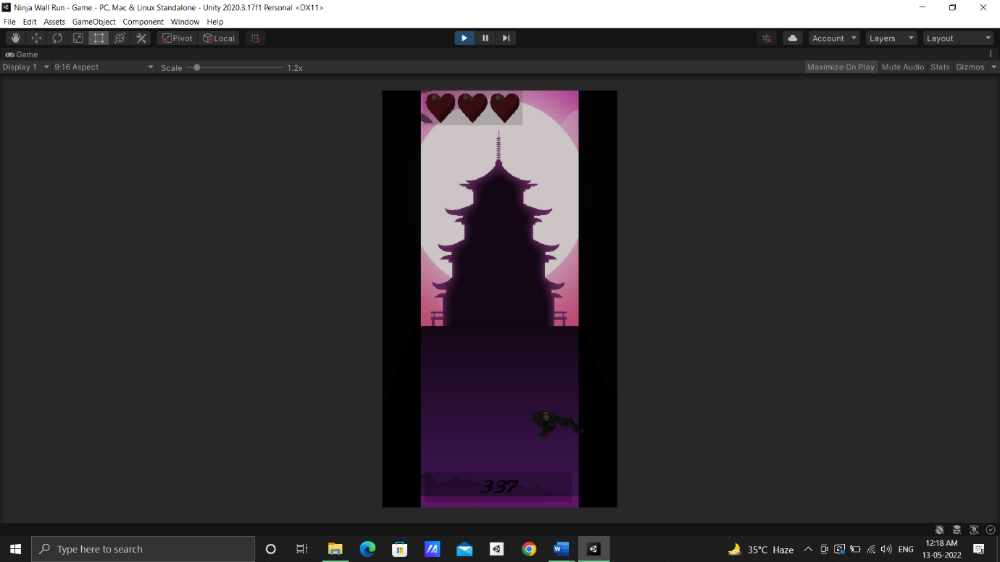 Ninja Wall Run - Game - PC, Mac & Linux Standalone - Unity 2020.3.17f1 Personal <DX11>
File Edit Assets GameObject Component Window Help
Pivot Local Account Layers Layout
Game
Display 1 9:16 Aspect Scale 1.2x Maximize On Play Mute Audio Stats Gizmos
337
Type here to search
35°C Haze
ENG
12:18 AM
13-05-2022